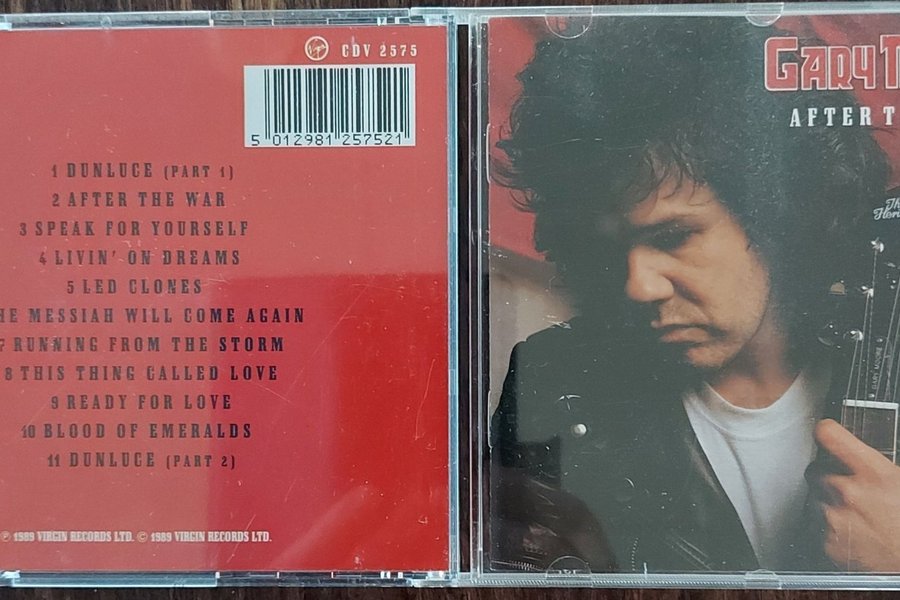 CDV 2575
5 012981 257521
1 DUNLUCE (PART 1)
2 AFTER THE WAR
3 SPEAK FOR YOURSELF
4 LIVIN' ON DREAMS
5 LED CLONES
HE MESSIAH WILL COME AGAIN
7 RUNNING FROM THE STORM
8 THIS THING CALLED LOVE
9 READY FOR LOVE
10 BLOOD OF EMERALDS
11 DUNLUCE (PART 2)
℗ 1989 VIRGIN RECORDS LTD. © 1989 VIRGIN RECORDS LTD.
GARY
AFTER T
GARY MOORE